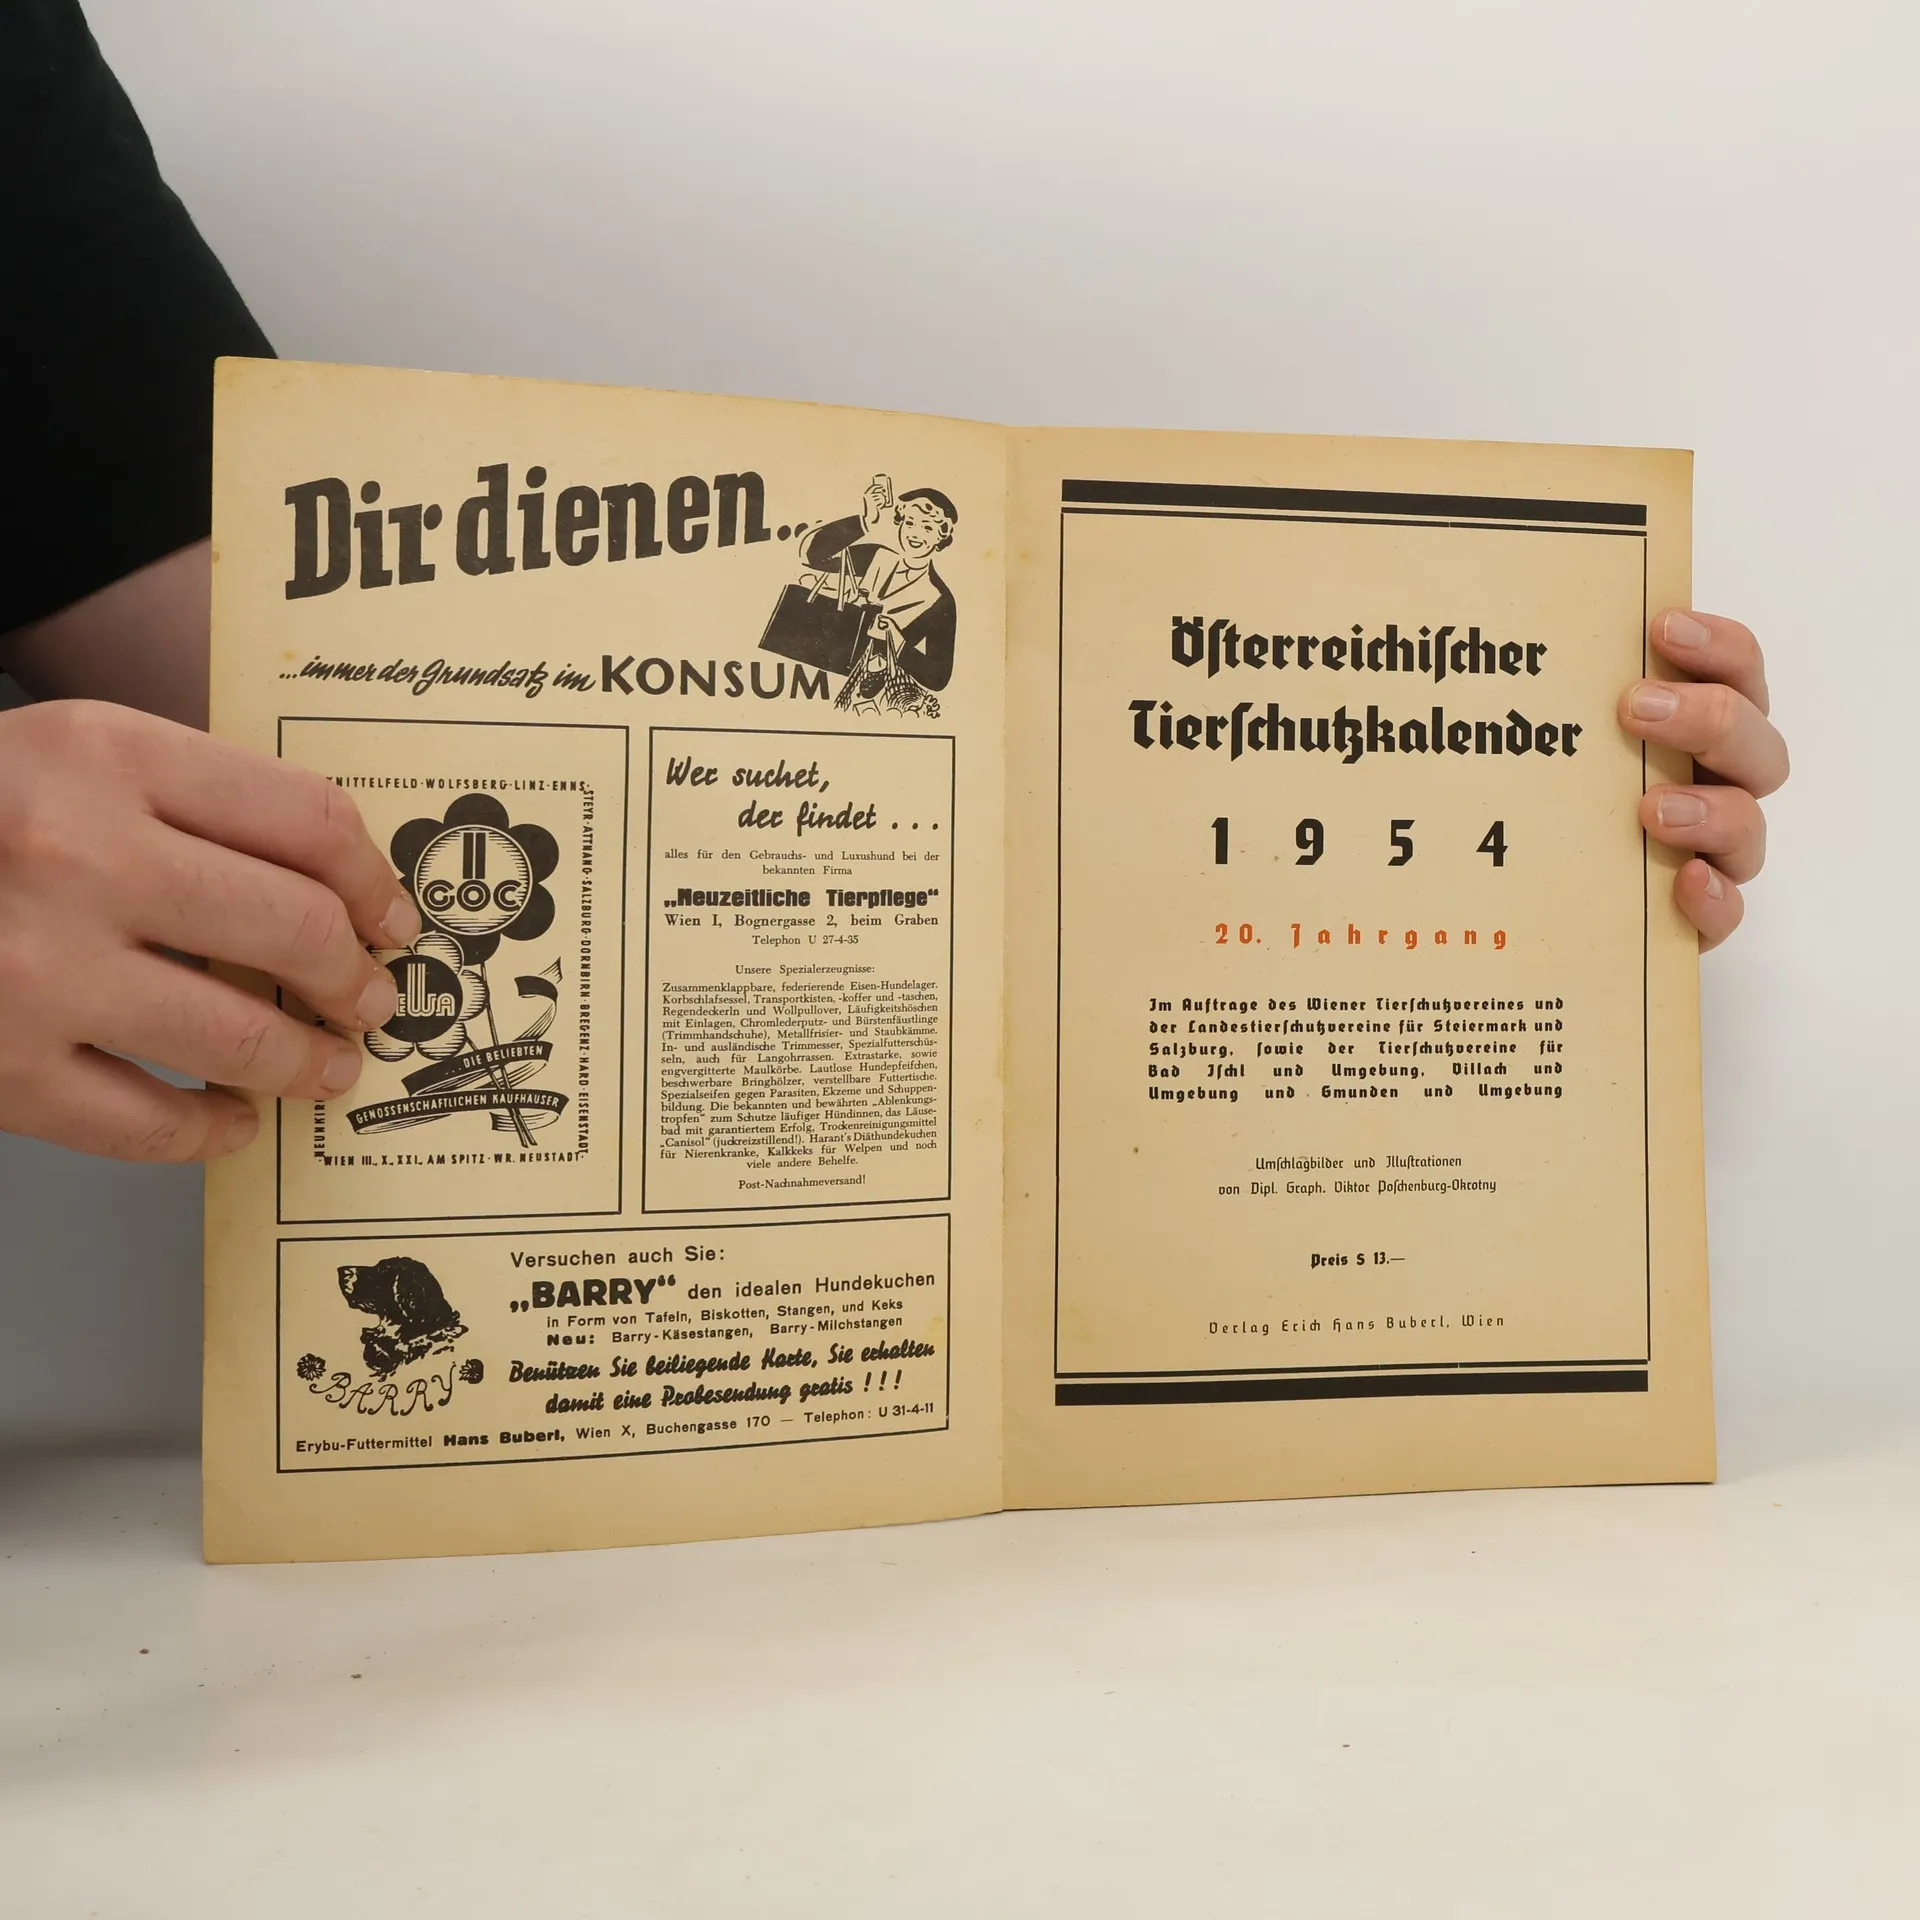 Dir dienen...
...immer der Grundsatz im KONSUM
KNITTELFELD·WOLFSBERG·LINZ·ENNS·
STEYR·ATTNANG·SALZBURG·DORNBIRN·BREGENZ·HARD·EISENSTADT·
GÖC
...DIE BELIEBTEN
GENOSSENSCHAFTLICHEN KAUFHÄUSER
·WIEN III., X., XXI., AM SPITZ·WR. NEUSTADT·
Wer suchet,
der findet . . .
alles für den Gebrauchs- und Luxushund bei der
bekannten Firma
„Neuzeitliche Tierpflege“
Wien I, Bognergasse 2, beim Graben
Telephon U 27-4-35
Unsere Spezialerzeugnisse:
Zusammenklappbare, federierende Eisen-Hundelager.
Korbschlafsessel, Transportkisten, -koffer und -taschen,
Regendeckerln und Wollpullover, Läufigkeitshöschen
mit Einlagen, Chromlederputz- und Bürstenfäustlinge
(Trimmhandschuhe), Metallfrisier- und Staubkämme.
In- und ausländische Trimmesser, Spezialfutterschüs-
seln, auch für Langohrrassen. Extrastarke, sowie
engvergitterte Maulkörbe. Lautlose Hundepfeifchen,
beschwerbare Bringhölzer, verstellbare Futtertische.
Spezialseifen gegen Parasiten, Ekzeme und Schuppen-
bildung. Die bekannten und bewährten „Ablenkungs-
tropfen“ zum Schutze läufiger Hündinnen, das Läuse-
bad mit garantiertem Erfolg, Trockenreinigungsmittel
„Canisol“ (juckreizstillend!). Harant's Diäthundekuchen
für Nierenkranke, Kalkkeks für Welpen und noch
viele andere Behelfe.
Post-Nachnahmeversand!
BARRY
Versuchen auch Sie:
„BARRY“ den idealen Hundekuchen
in Form von Tafeln, Biskotten, Stangen, und Keks
Neu: Barry-Käsestangen, Barry-Milchstangen
Benützen Sie beiliegende Karte, Sie erhalten
damit eine Probesendung gratis ! ! !
Erybu-Futtermittel Hans Buberl, Wien X, Buchengasse 170 — Telephon: U 31-4-11
Öſterreichiſcher
Tierſchutzkalender
1 9 5 4
20. Jahrgang
Im Auftrage des Wiener Tierſchutzvereines und
der Landestierſchutzvereine für Steiermark und
Salzburg, ſowie der Tierſchutzvereine für
Bad Iſchl und Umgebung, Villach und
Umgebung und Gmunden und Umgebung
Umſchlagbilder und Illuſtrationen
von Dipl. Graph. Viktor Poſchenburg-Okrotny
Preis S 13.—
Verlag Erich Hans Buberl, Wien